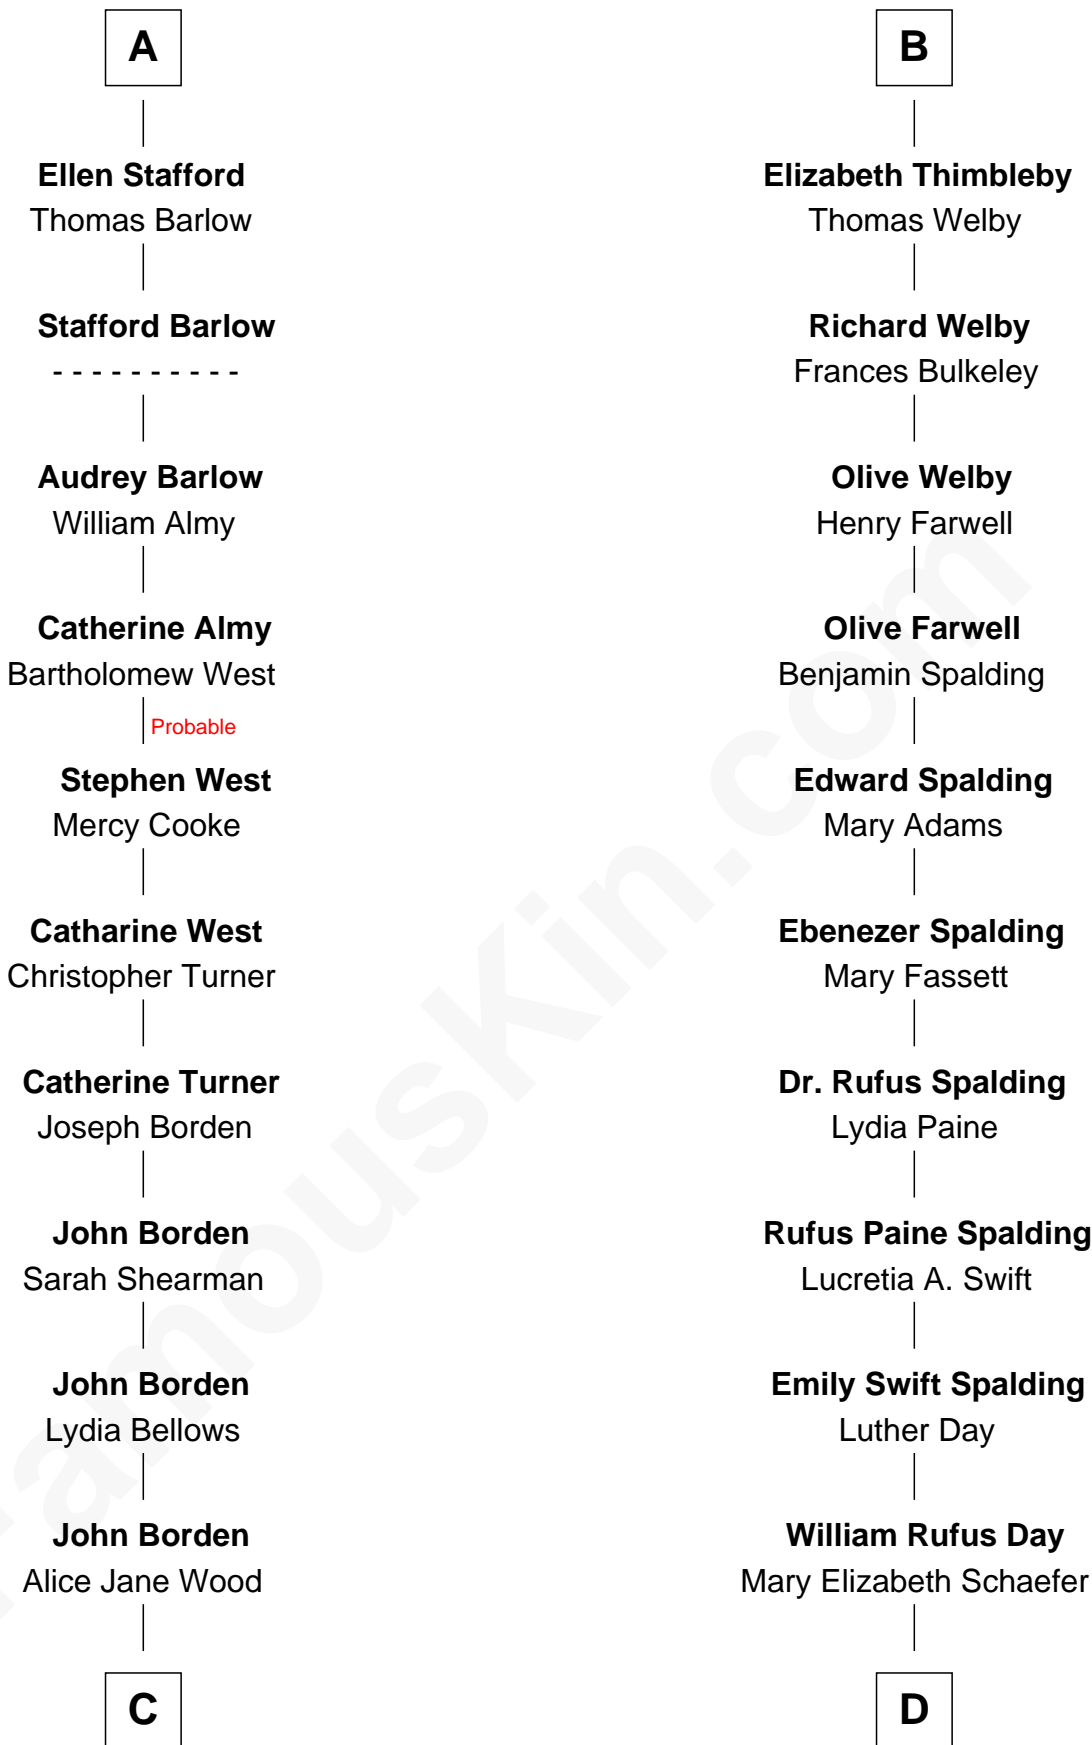 A
Ellen Stafford
Thomas Barlow
Stafford Barlow
- - - - - - - - - -
Audrey Barlow
William Almy
Catherine Almy
Bartholomew West
Probable
Stephen West
Mercy Cooke
Catharine West
Christopher Turner
Catherine Turner
Joseph Borden
John Borden
Sarah Shearman
John Borden
Lydia Bellows
John Borden
Alice Jane Wood
C
B
Elizabeth Thimbleby
Thomas Welby
Richard Welby
Frances Bulkeley
Olive Welby
Henry Farwell
Olive Farwell
Benjamin Spalding
Edward Spalding
Mary Adams
Ebenezer Spalding
Mary Fassett
Dr. Rufus Spalding
Lydia Paine
Rufus Paine Spalding
Lucretia A. Swift
Emily Swift Spalding
Luther Day
William Rufus Day
Mary Elizabeth Schaefer
D
FamousKin.com